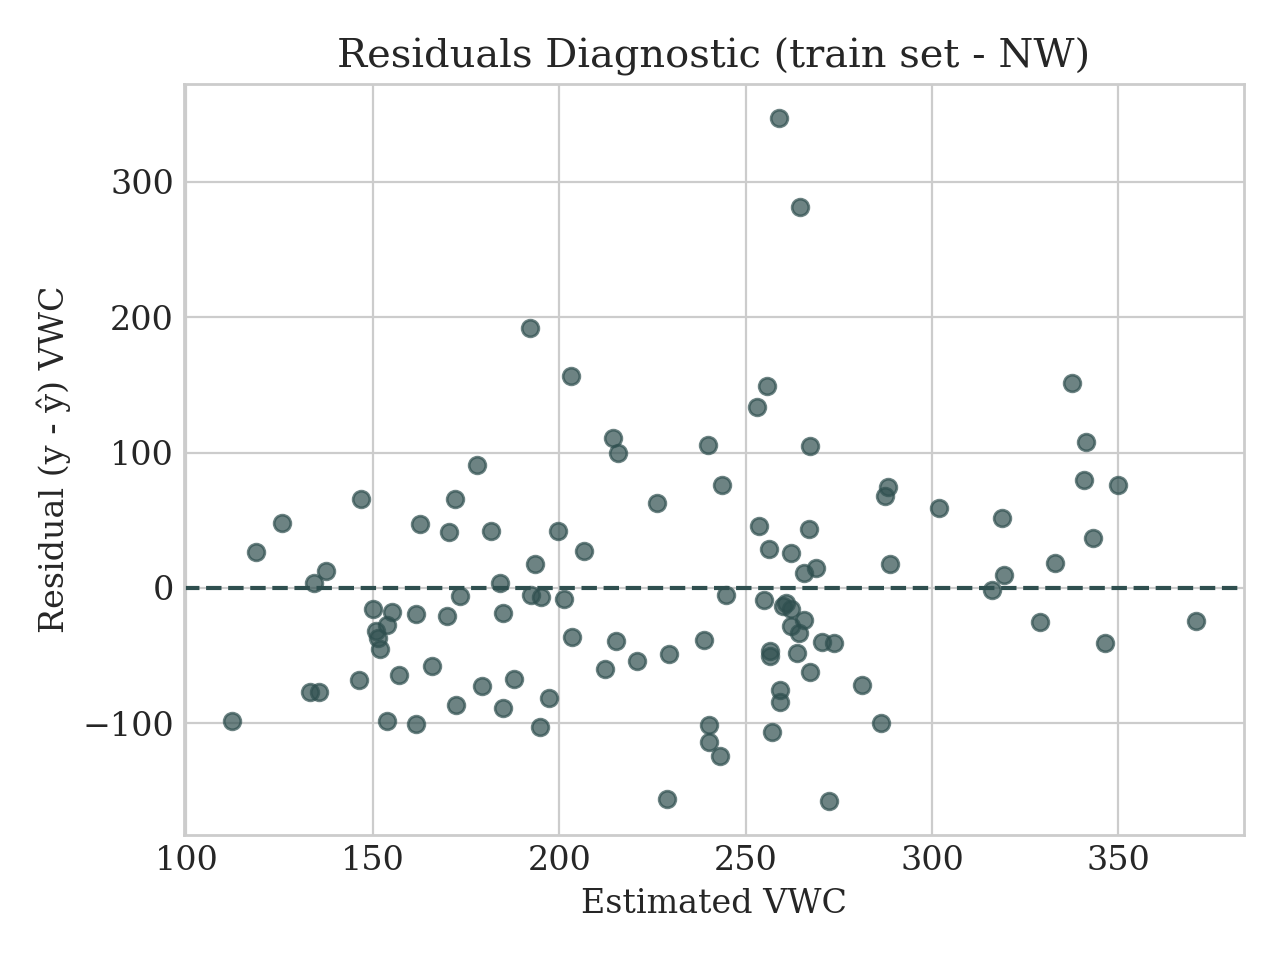 Residuals Diagnostic (train set - NW)
Residual (y - ŷ) VWC
300
200
100
0
−100
100 150 200 250 300 350
Estimated VWC